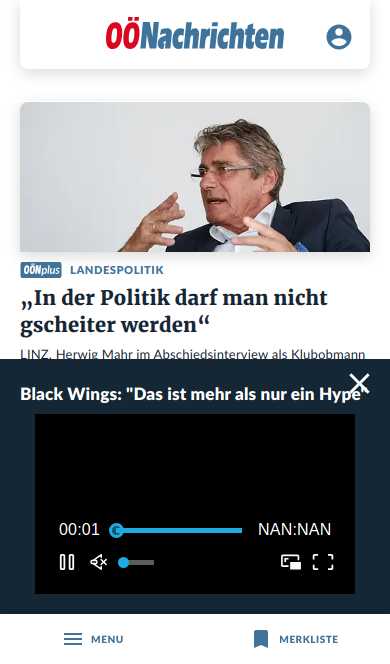 OÖNachrichten
OÖNplus LANDESPOLITIK
„In der Politik darf man nicht
gscheiter werden“
LINZ. Herwig Mahr im Abschiedsinterview als Klubobmann
Black Wings: "Das ist mehr als nur ein Hype"
00:01 NAN:NAN
MENU MERKLISTE